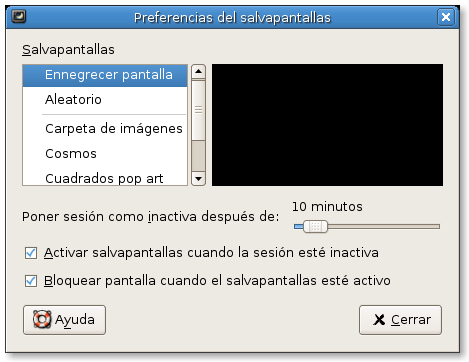 Preferencias del salvapantallas
Salvapantallas
Ennegrecer pantalla
Aleatorio
Carpeta de imágenes
Cosmos
Cuadrados pop art
10 minutos
Poner sesión como inactiva después de:
Activar salvapantallas cuando la sesión esté inactiva
Bloquear pantalla cuando el salvapantallas esté activo
Ayuda
Cerrar